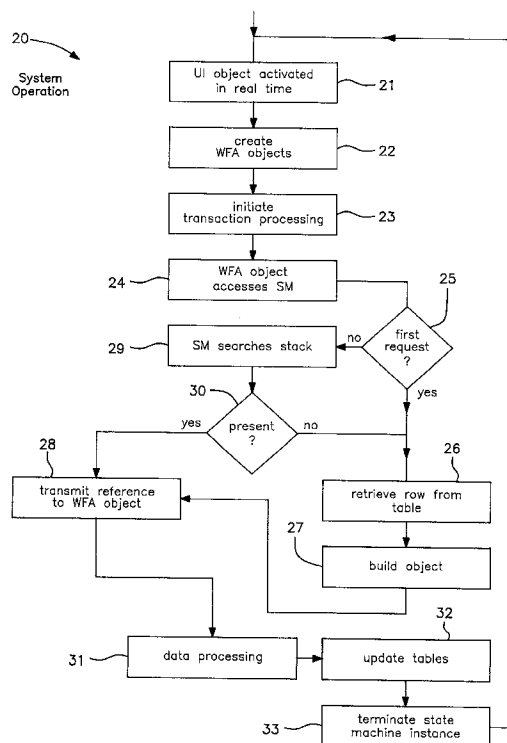 20
System
Operation
UI object activated
in real time
21
create
WFA objects
22
initiate
transaction processing
23
24
WFA object
accesses SM
25
first
request
?
no
yes
29
SM searches stack
30
present
?
yes
no
28
transmit reference
to WFA object
26
retrieve row from
table
27
build object
31
data processing
32
update tables
33
terminate state
machine instance